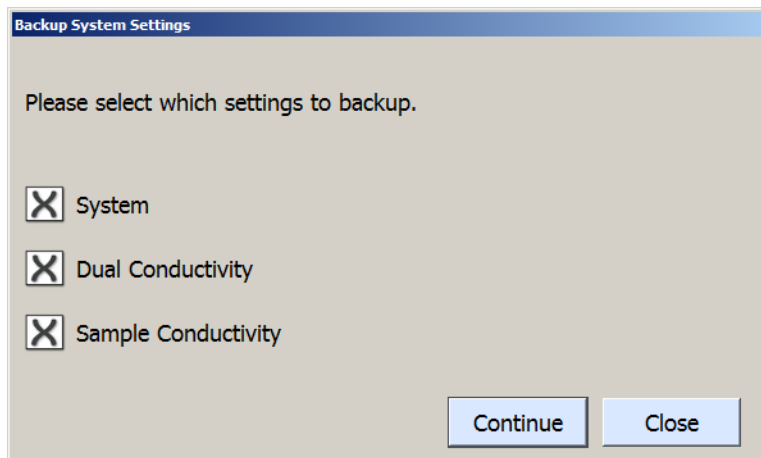 Backup System Settings
Please select which settings to backup.
System
Dual Conductivity
Sample Conductivity
Continue Close